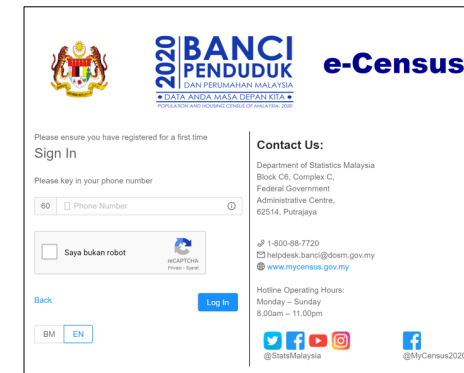 2020
BANCI
PENDUDUK
DAN PERUMAHAN MALAYSIA
• DATA ANDA MASA DEPAN KITA •
POPULATION AND HOUSING CENSUS OF MALAYSIA, 2020
e-Census
Please ensure you have registered for a first time
Sign In
Please key in your phone number
60 Phone Number
Saya bukan robot
reCAPTCHA
Privasi - Syarat
Back
Log In
BM EN
Contact Us:
Department of Statistics Malaysia
Block C6, Complex C,
Federal Government
Administrative Centre,
62514, Putrajaya
1-800-88-7720
helpdesk.banci@dosm.gov.my
www.mycensus.gov.my
Hotline Operating Hours:
Monday – Sunday
8.00am – 11.00pm
@StatsMalaysia
@MyCensus2020